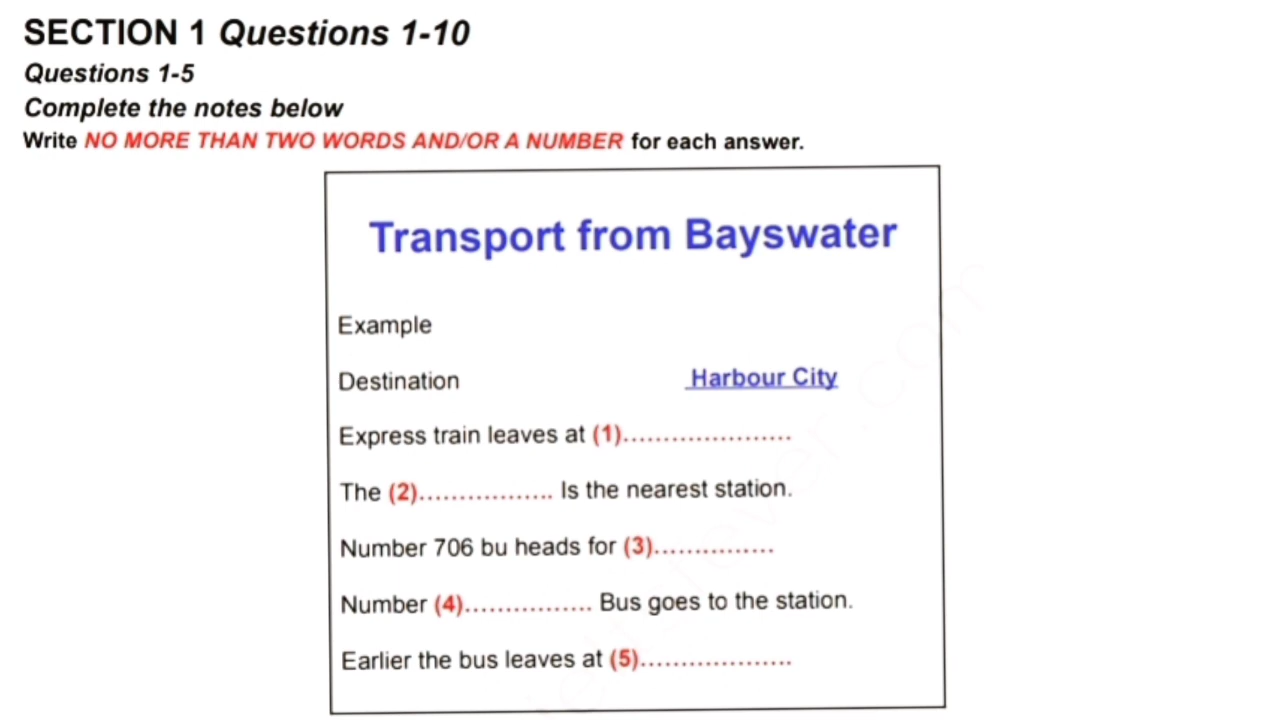 SECTION 1 Questions 1-10
Questions 1-5
Complete the notes below
Write NO MORE THAN TWO WORDS AND/OR A NUMBER for each answer.
Transport from Bayswater
Example
Destination Harbour City
Express train leaves at (1).....................
The (2)................. Is the nearest station.
Number 706 bu heads for (3)...............
Number (4)................ Bus goes to the station.
Earlier the bus leaves at (5)...................